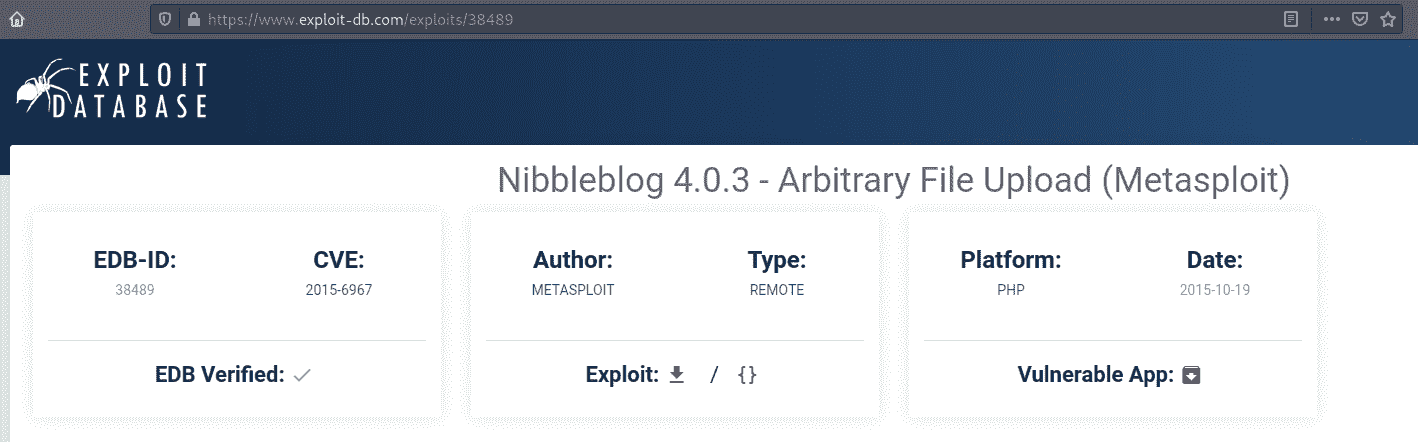 https://www.exploit-db.com/exploits/38489
EXPLOIT
DATABASE
Nibbleblog 4.0.3 - Arbitrary File Upload (Metasploit)
EDB-ID:
38489
CVE:
2015-6967
EDB Verified:
Author:
METASPLOIT
Type:
REMOTE
Exploit: / {}
Platform:
PHP
Date:
2015-10-19
Vulnerable App: